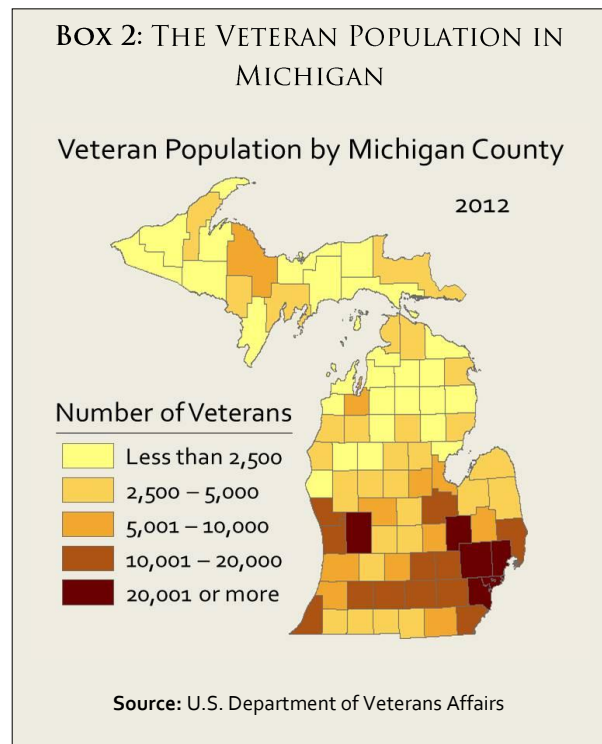 BOX 2: THE VETERAN POPULATION IN
MICHIGAN
Veteran Population by Michigan County
2012
Number of Veterans
Less than 2,500
2,500 – 5,000
5,001 – 10,000
10,001 – 20,000
20,001 or more
Source: U.S. Department of Veterans Affairs